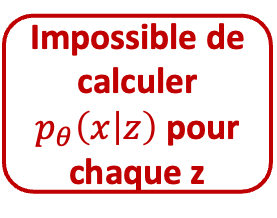 Impossible de
calculer
𝑝𝜃(𝑥|𝑧) pour
chaque z